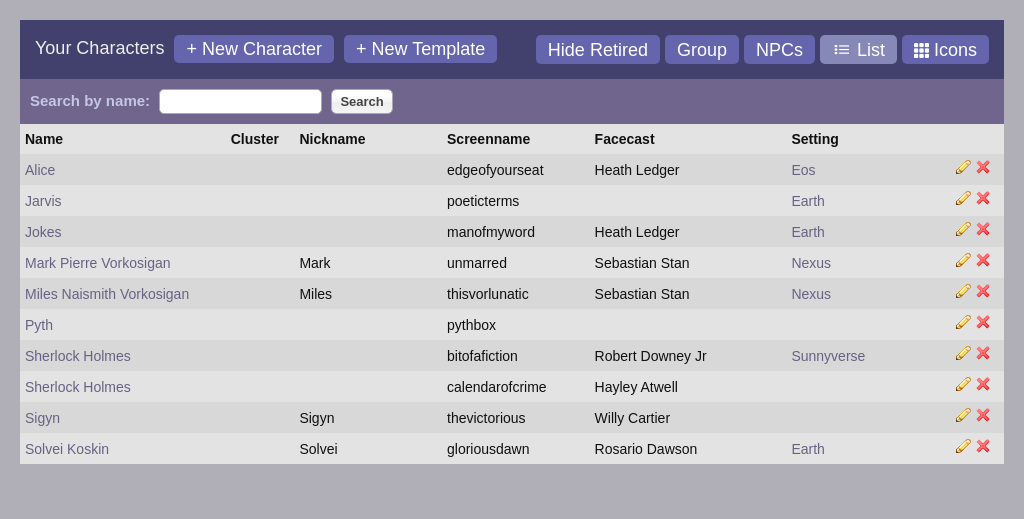 Your Characters + New Character + New Template Hide Retired Group NPCs List Icons
Search by name: Search
Name Cluster Nickname Screenname Facecast Setting
Alice edgeofyourseat Heath Ledger Eos
Jarvis poeticterms Earth
Jokes manofmyword Heath Ledger Earth
Mark Pierre Vorkosigan Mark unmarred Sebastian Stan Nexus
Miles Naismith Vorkosigan Miles thisvorlunatic Sebastian Stan Nexus
Pyth pythbox
Sherlock Holmes bitofafiction Robert Downey Jr Sunnyverse
Sherlock Holmes calendarofcrime Hayley Atwell
Sigyn Sigyn thevictorious Willy Cartier
Solvei Koskin Solvei gloriousdawn Rosario Dawson Earth